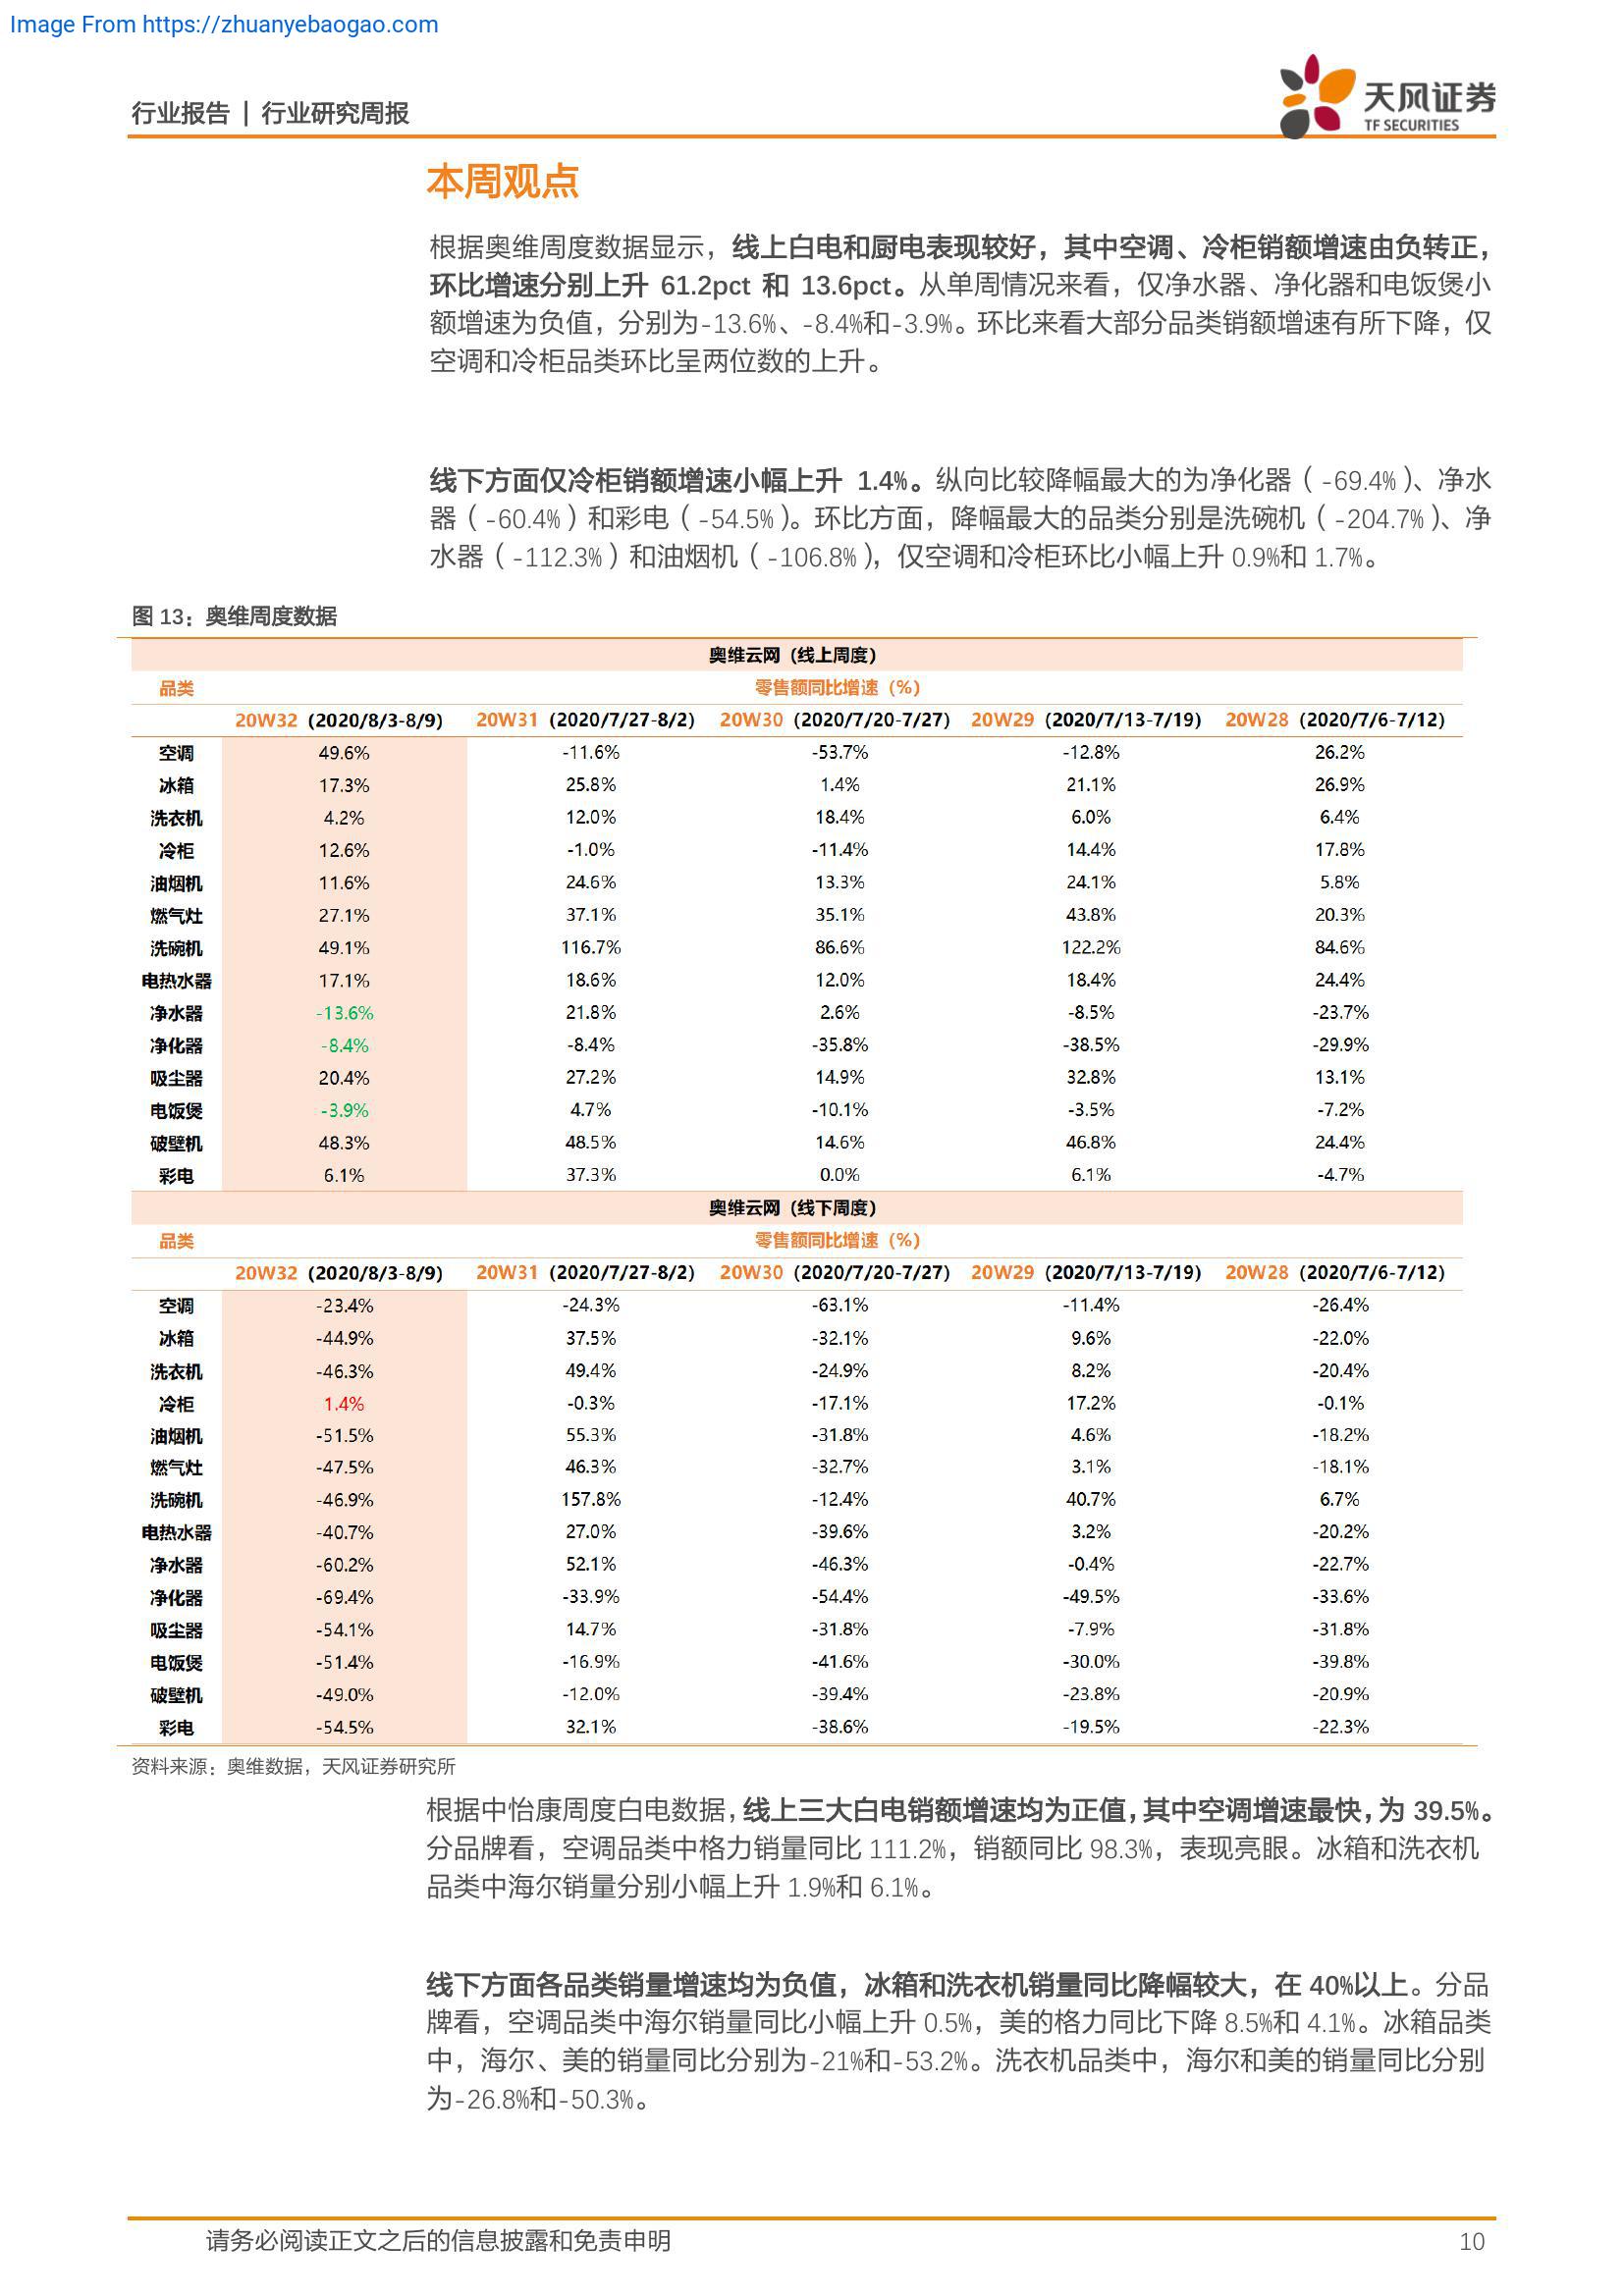 Image From https://zhuanyebaogao.com
行业报告 | 行业研究周报
天风证券
TF SECURITIES
本周观点
根据奥维周度数据显示，线上白电和厨电表现较好，其中空调、冷柜销额增速由负转正，
环比增速分别上升 61.2pct 和 13.6pct。从单周情况来看，仅净水器、净化器和电饭煲小
额增速为负值，分别为-13.6%、-8.4%和-3.9%。环比来看大部分品类销额增速有所下降，仅
空调和冷柜品类环比呈两位数的上升。
线下方面仅冷柜销额增速小幅上升 1.4%。纵向比较降幅最大的为净化器（-69.4%）、净水
器（-60.4%）和彩电（-54.5%）。环比方面，降幅最大的品类分别是洗碗机（-204.7%）、净
水器（-112.3%）和油烟机（-106.8%），仅空调和冷柜环比小幅上升 0.9%和 1.7%。
图 13：奥维周度数据
奥维云网（线上周度）
品类 零售额同比增速（%）
20W32（2020/8/3-8/9） 20W31（2020/7/27-8/2） 20W30（2020/7/20-7/27） 20W29（2020/7/13-7/19） 20W28（2020/7/6-7/12）
空调 49.6% -11.6% -53.7% -12.8% 26.2%
冰箱 17.3% 25.8% 1.4% 21.1% 26.9%
洗衣机 4.2% 12.0% 18.4% 6.0% 6.4%
冷柜 12.6% -1.0% -11.4% 14.4% 17.8%
油烟机 11.6% 24.6% 13.3% 24.1% 5.8%
燃气灶 27.1% 37.1% 35.1% 43.8% 20.3%
洗碗机 49.1% 116.7% 86.6% 122.2% 84.6%
电热水器 17.1% 18.6% 12.0% 18.4% 24.4%
净水器 -13.6% 21.8% 2.6% -8.5% -23.7%
净化器 -8.4% -8.4% -35.8% -38.5% -29.9%
吸尘器 20.4% 27.2% 14.9% 32.8% 13.1%
电饭煲 -3.9% 4.7% -10.1% -3.5% -7.2%
破壁机 48.3% 48.5% 14.6% 46.8% 24.4%
彩电 6.1% 37.3% 0.0% 6.1% -4.7%
奥维云网（线下周度）
品类 零售额同比增速（%）
20W32（2020/8/3-8/9） 20W31（2020/7/27-8/2） 20W30（2020/7/20-7/27） 20W29（2020/7/13-7/19） 20W28（2020/7/6-7/12）
空调 -23.4% -24.3% -63.1% -11.4% -26.4%
冰箱 -44.9% 37.5% -32.1% 9.6% -22.0%
洗衣机 -46.3% 49.4% -24.9% 8.2% -20.4%
冷柜 1.4% -0.3% -17.1% 17.2% -0.1%
油烟机 -51.5% 55.3% -31.8% 4.6% -18.2%
燃气灶 -47.5% 46.3% -32.7% 3.1% -18.1%
洗碗机 -46.9% 157.8% -12.4% 40.7% 6.7%
电热水器 -40.7% 27.0% -39.6% 3.2% -20.2%
净水器 -60.2% 52.1% -46.3% -0.4% -22.7%
净化器 -69.4% -33.9% -54.4% -49.5% -33.6%
吸尘器 -54.1% 14.7% -31.8% -7.9% -31.8%
电饭煲 -51.4% -16.9% -41.6% -30.0% -39.8%
破壁机 -49.0% -12.0% -39.4% -23.8% -20.9%
彩电 -54.5% 32.1% -38.6% -19.5% -22.3%
资料来源：奥维数据，天风证券研究所
根据中怡康周度白电数据，线上三大白电销额增速均为正值，其中空调增速最快，为 39.5%。
分品牌看，空调品类中格力销量同比 111.2%，销额同比 98.3%，表现亮眼。冰箱和洗衣机
品类中海尔销量分别小幅上升 1.9%和 6.1%。
线下方面各品类销量增速均为负值，冰箱和洗衣机销量同比降幅较大，在 40%以上。分品
牌看，空调品类中海尔销量同比小幅上升 0.5%，美的格力同比下降 8.5%和 4.1%。冰箱品类
中，海尔、美的销量同比分别为-21%和-53.2%。洗衣机品类中，海尔和美的销量同比分别
为-26.8%和-50.3%。
请务必阅读正文之后的信息披露和免责申明 10